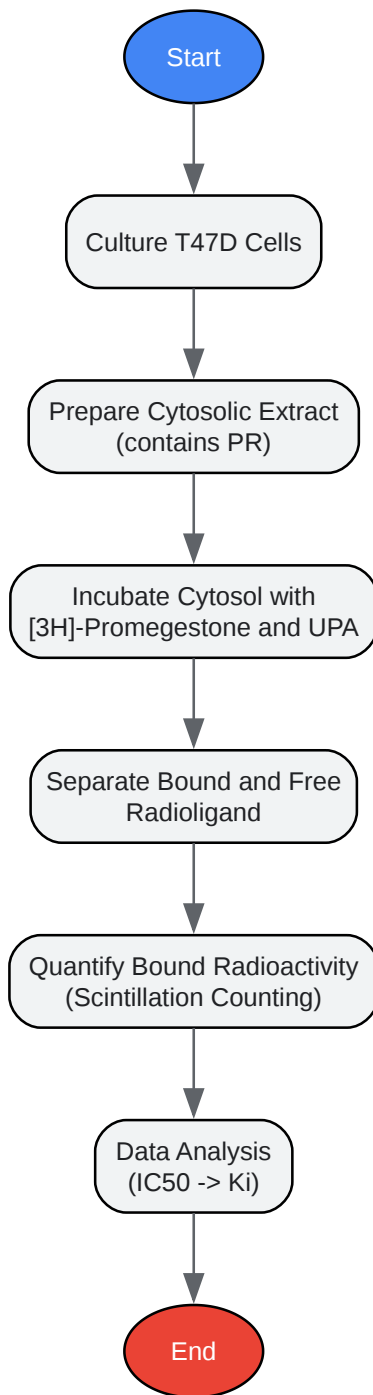 Start
Culture T47D Cells
Prepare Cytosolic Extract
(contains PR)
Incubate Cytosol with
[3H]-Promegestone and UPA
Separate Bound and Free
Radioligand
Quantify Bound Radioactivity
(Scintillation Counting)
Data Analysis
(IC50 -> Ki)
End